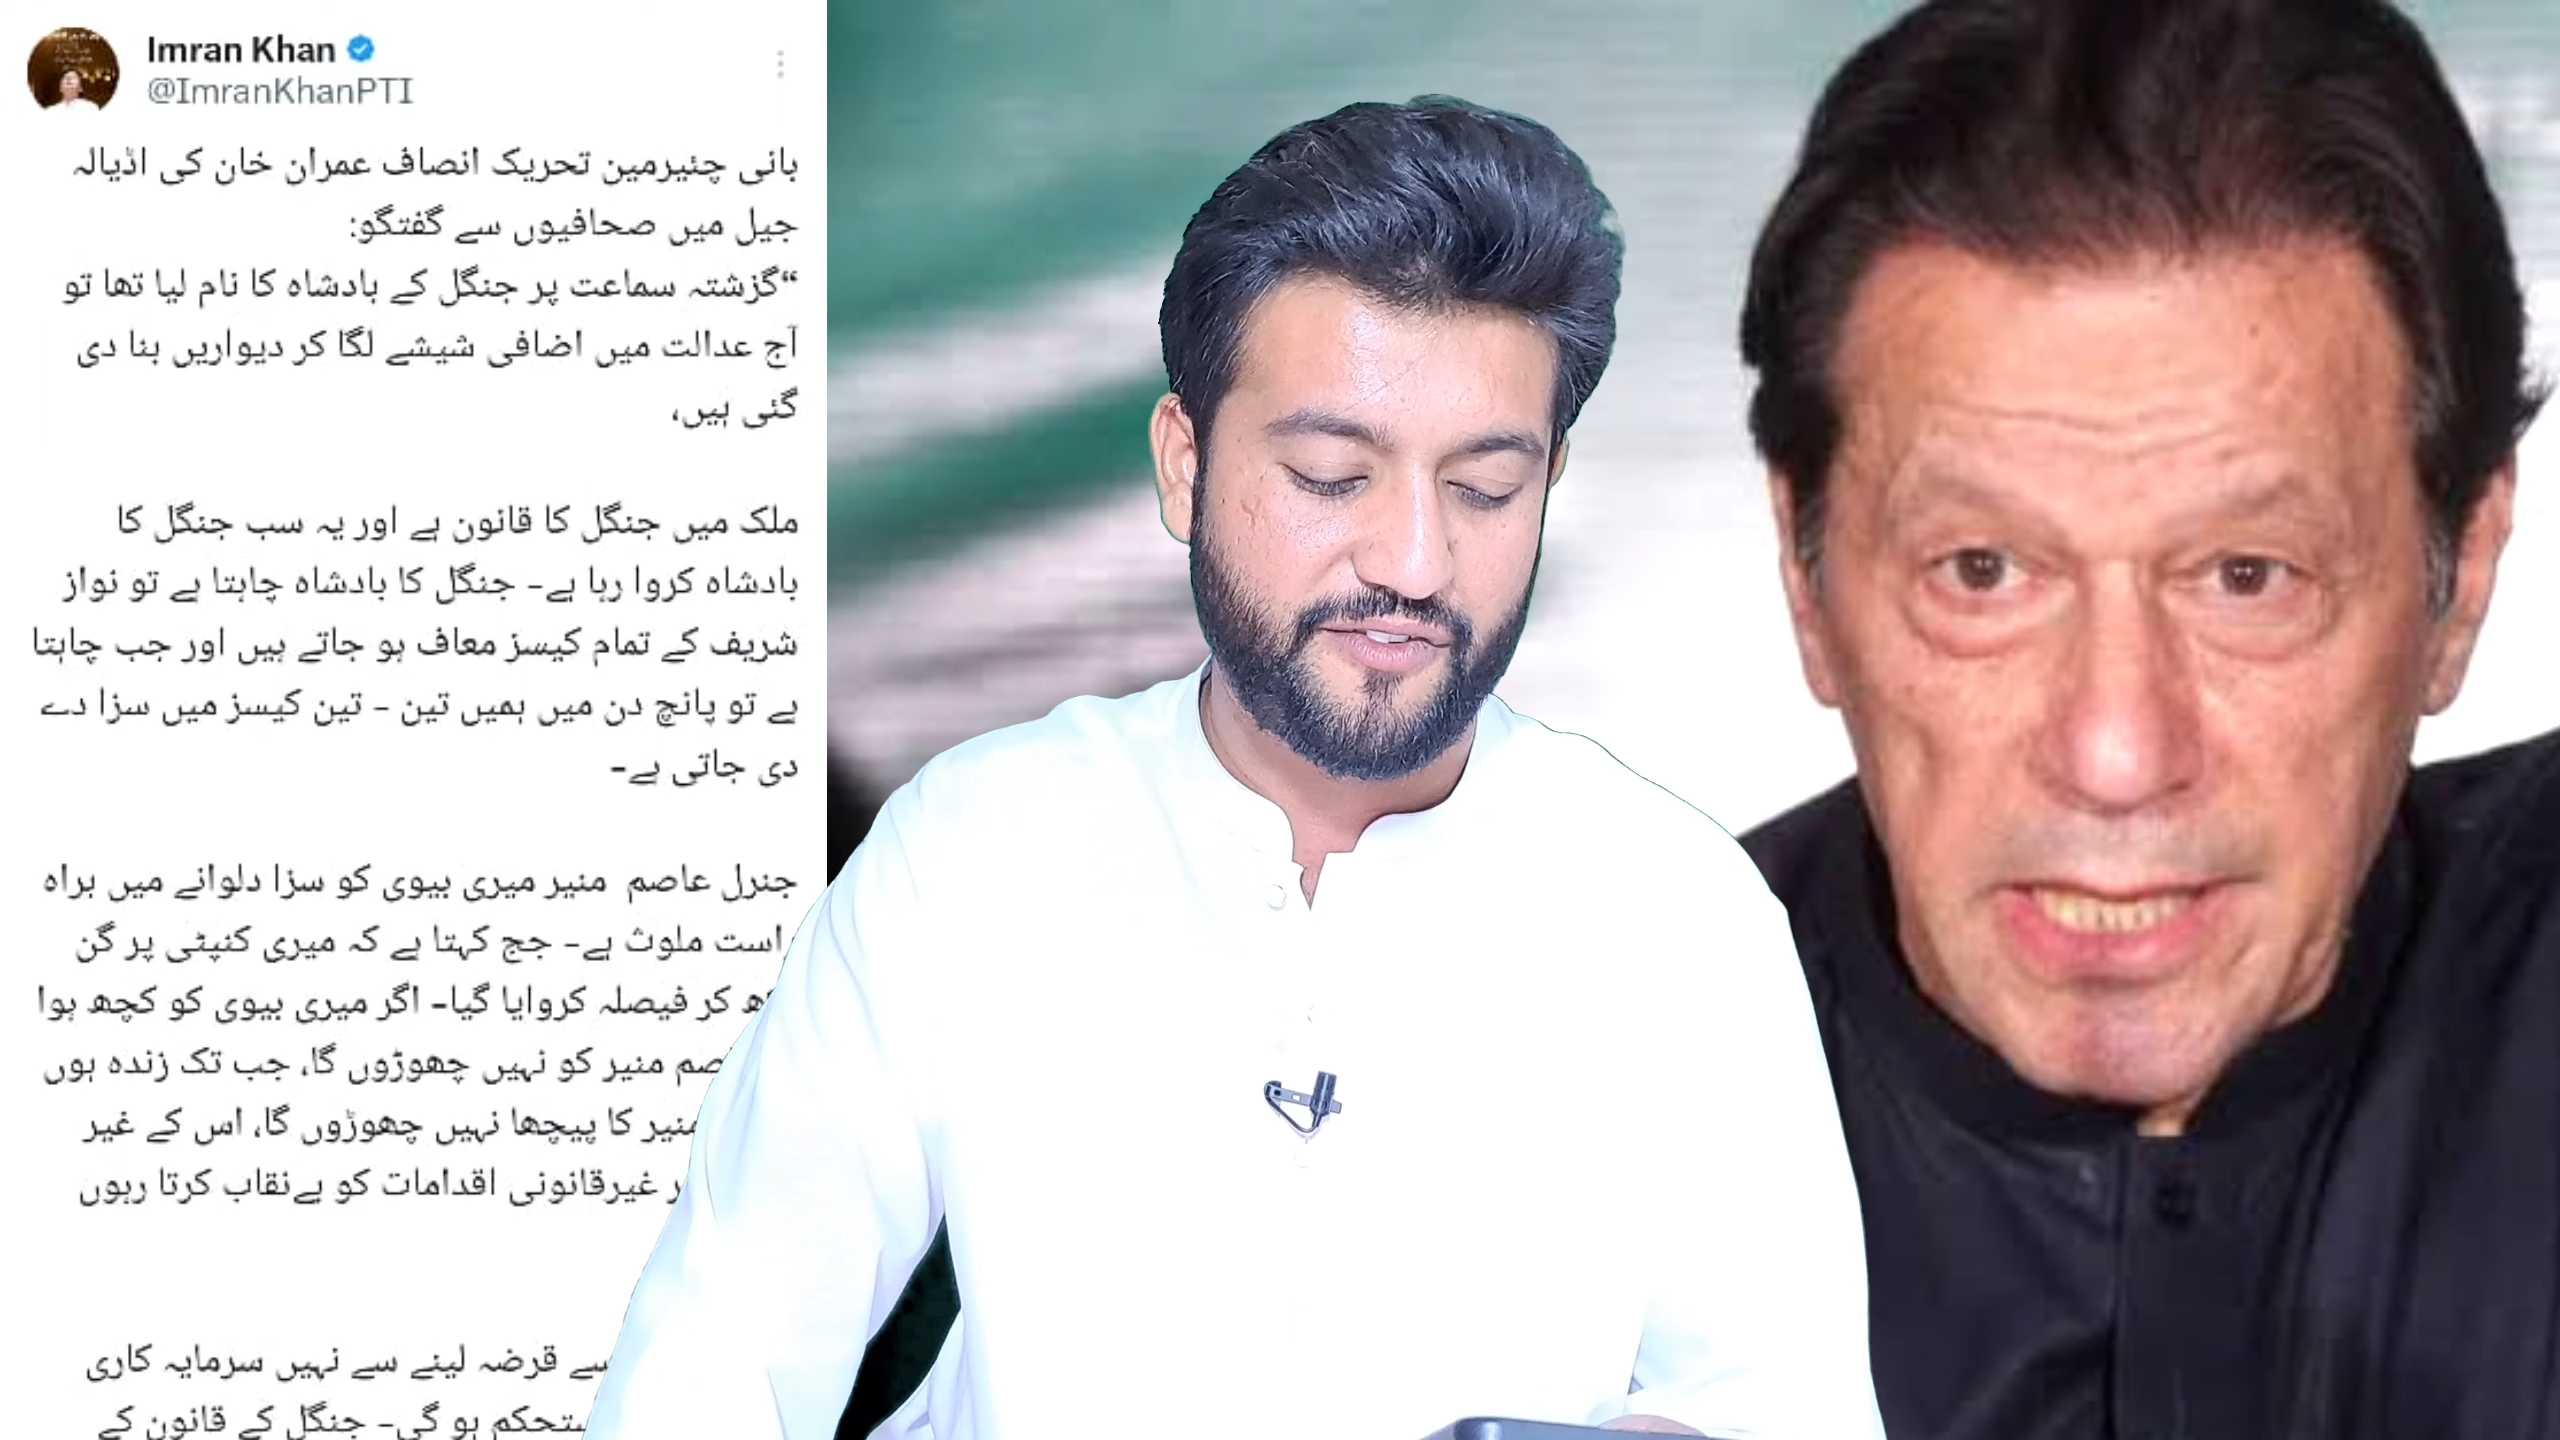 Imran Khan
@ImranKhanPTI
بانی چئیرمین تحریک انصاف عمران خان کی اڈیالہ
جیل میں صحافیوں سے گفتگو:
“گزشتہ سماعت پر جنگل کے بادشاہ کا نام لیا تھا تو
آج عدالت میں اضافی شیشے لگا کر دیواریں بنا دی
گئی ہیں،
ملک میں جنگل کا قانون ہے اور یہ سب جنگل کا
بادشاہ کروا رہا ہے- جنگل کا بادشاہ چاہتا ہے تو نواز
شریف کے تمام کیسز معاف ہو جاتے ہیں اور جب چاہتا
ہے تو پانچ دن میں ہمیں تین - تین کیسز میں سزا دے
دی جاتی ہے-
جنرل عاصم منیر میری بیوی کو سزا دلوانے میں براہ
راست ملوث ہے- جج کہتا ہے کہ میری کنپٹی پر گن
کر فیصلہ کروایا گیا- اگر میری بیوی کو کچھ ہوا
منیر کو نہیں چھوڑوں گا، جب تک زندہ ہوں
منیر کا پیچھا نہیں چھوڑوں گا، اس کے غیر
غیرقانونی اقدامات کو بےنقاب کرتا رہوں
سے قرضہ لینے سے نہیں سرمایہ کاری
ہو گی- جنگل کے قانون کے